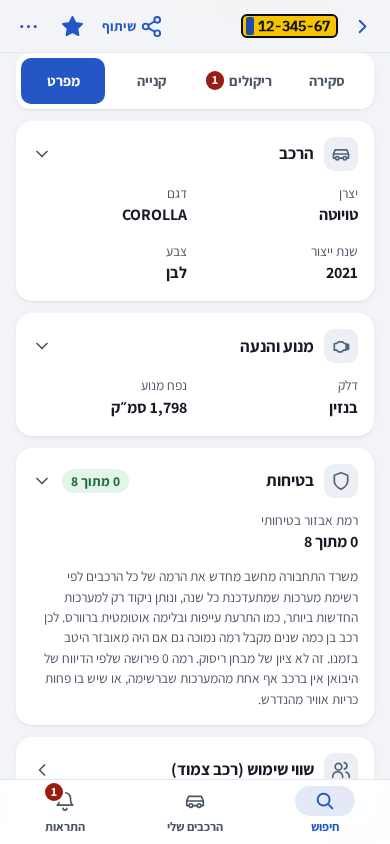 12-345-67
שיתוף
סקירה
ריקולים 1
קנייה
מפרט
הרכב
יצרן
טויוטה
דגם
COROLLA
שנת ייצור
2021
צבע
לבן
מנוע והנעה
דלק
בנזין
נפח מנוע
1,798 סמ״ק
בטיחות
0 מתוך 8
רמת אבזור בטיחותי
0 מתוך 8
משרד התחבורה מחשב מחדש את הרמה של כל הרכבים לפי
רשימת מערכות שמתעדכנת כל שנה, ונותן ניקוד רק למערכות
החדשות ביותר, כמו התרעת עייפות ובלימה אוטומטית ברוורס. לכן
רכב בן כמה שנים מקבל רמה נמוכה גם אם היה מאובזר היטב
בזמנו. זה לא ציון של מבחן ריסוק. רמה 0 פירושה שלפי הדיווח של
היבואן אין ברכב אף אחת מהמערכות שברשימה, או שיש בו פחות
כריות אוויר מהנדרש.
שווי שימוש (רכב צמוד)
חיפוש
הרכבים שלי
1
התראות